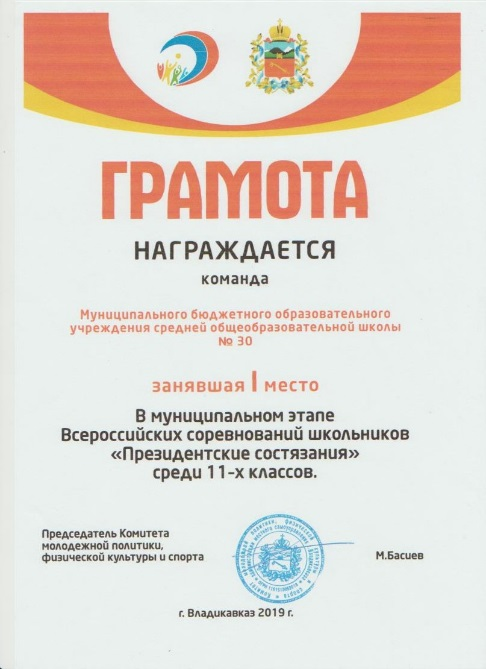 ГРАМОТА
НАГРАЖДАЕТСЯ
команда
Муниципального бюджетного образовательного
учреждения средней общеобразовательной школы
№ 30
занявшая I место
В муниципальном этапе
Всероссийских соревнований школьников
«Президентские состязания»
среди 11-х классов.
Председатель Комитета
молодежной политики,
физической культуры и спорта
М.Басиев
г. Владикавказ 2019 г.